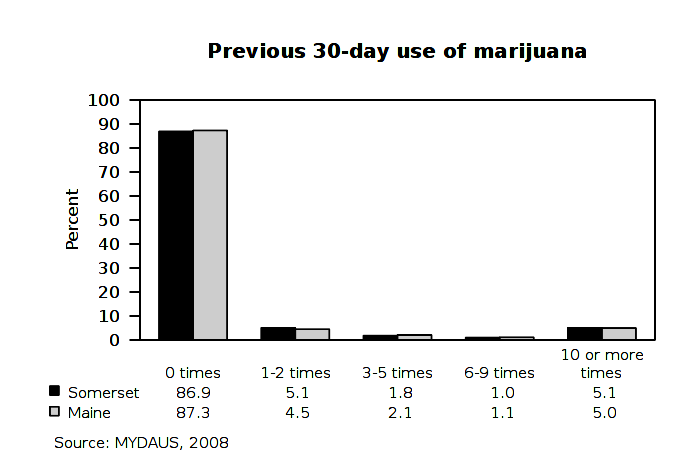 Previous 30-day use of marijuana
100
90
80
70
60
50
40
30
20
10
0
Percent
0 times 1-2 times 3-5 times 6-9 times 10 or more times
Somerset 86.9 5.1 1.8 1.0 5.1
Maine 87.3 4.5 2.1 1.1 5.0
Source: MYDAUS, 2008